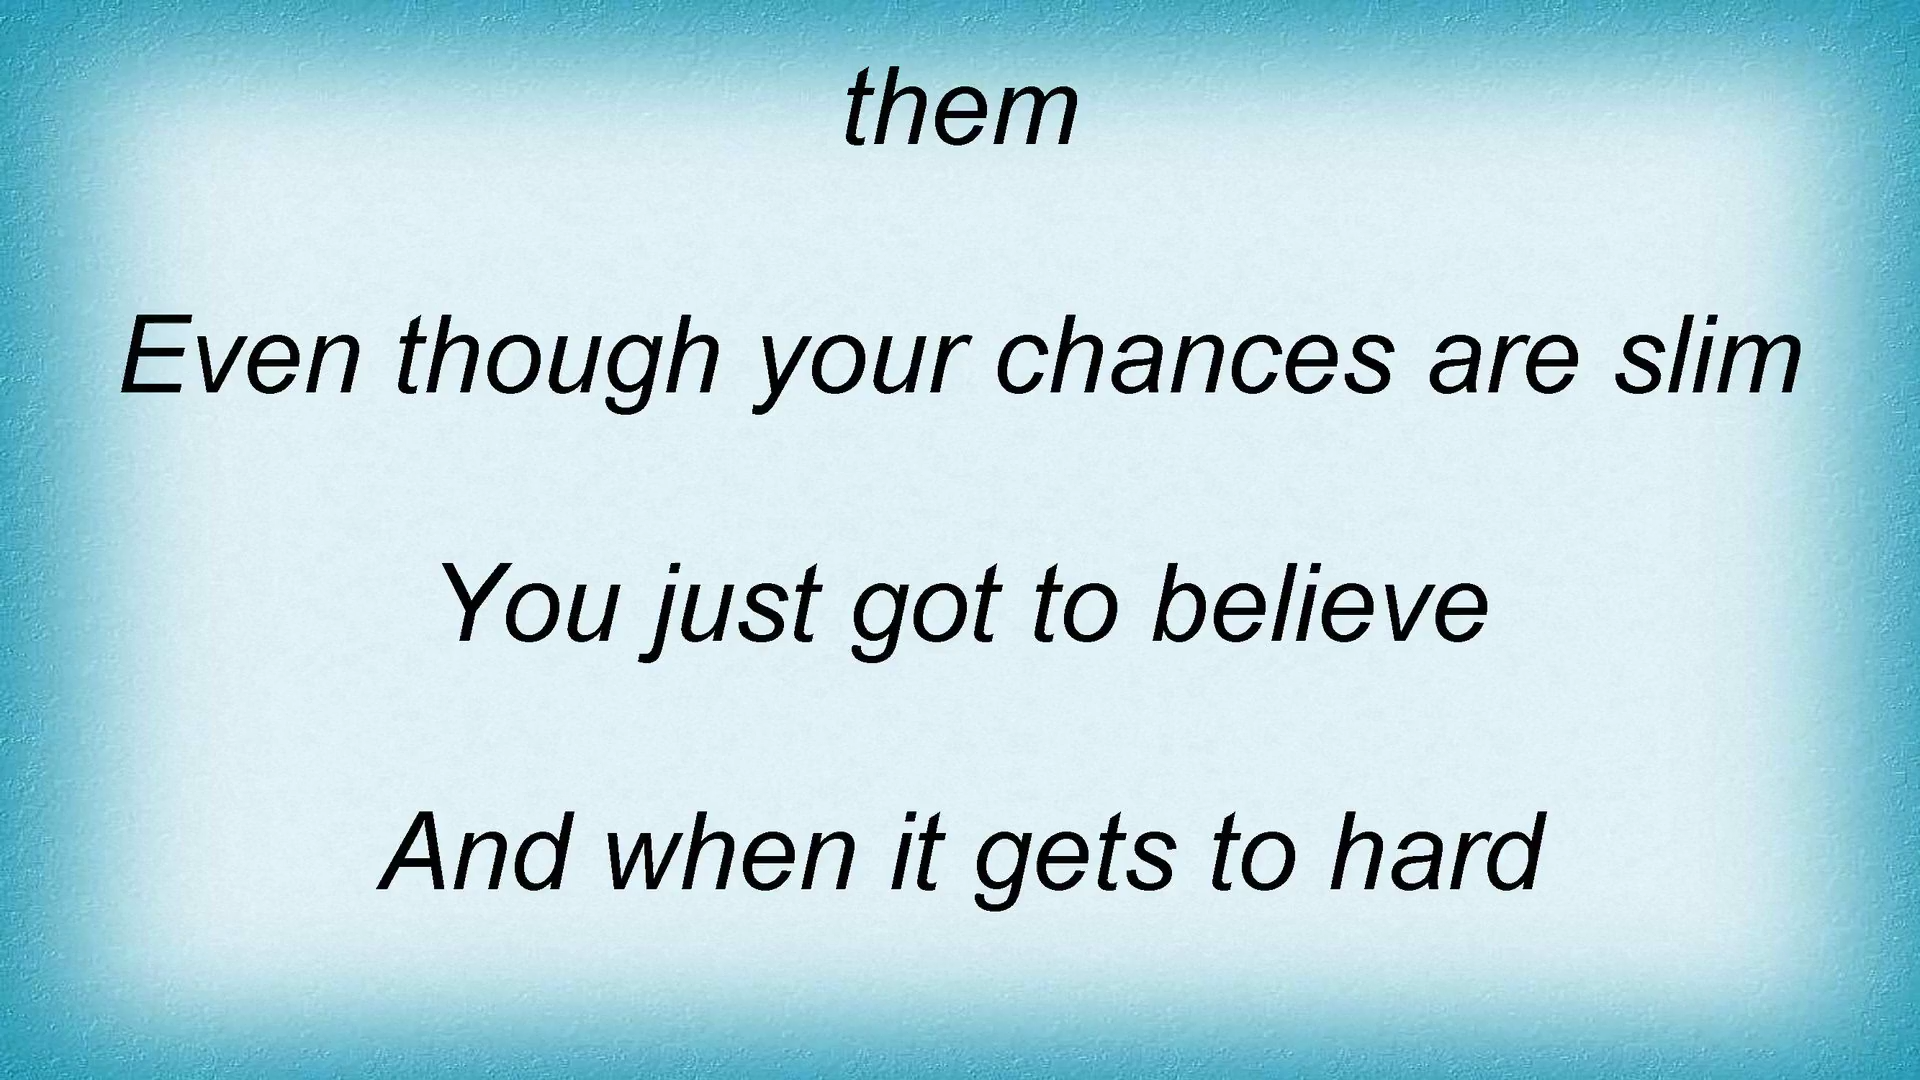 them
Even though your chances are slim
You just got to believe
And when it gets to hard